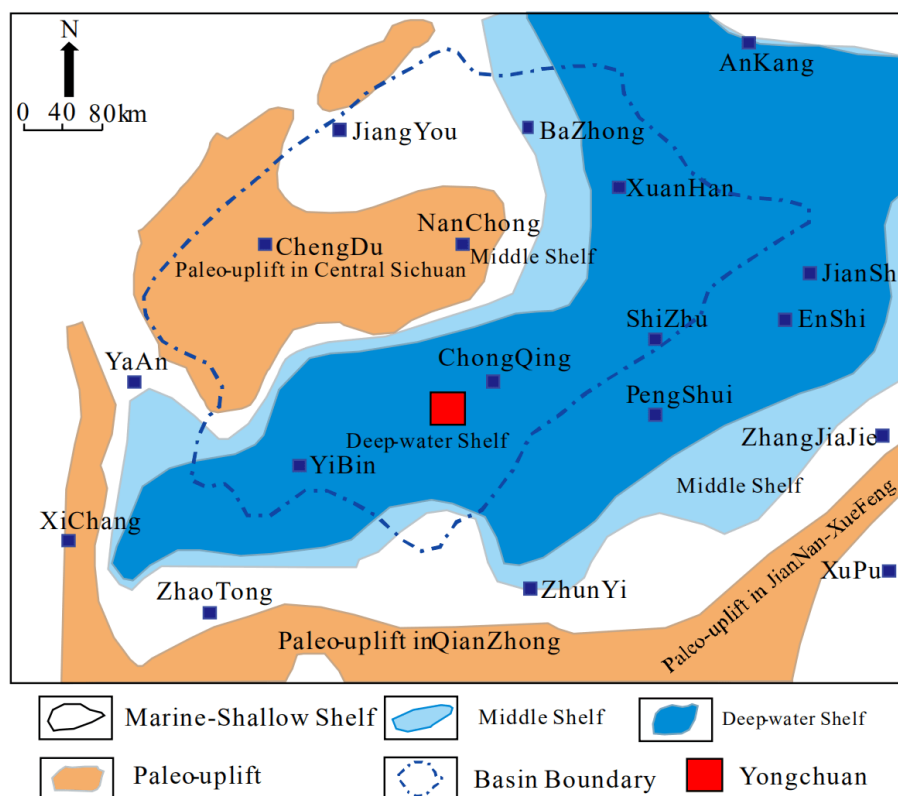 N
0 40 80km
AnKang
JiangYou
BaZhong
XuanHan
NanChong
ChengDu
Middle Shelf
Paleo-uplift in Central Sichuan
JianSh
EnShi
ShiZhu
ChongQing
YaAn
PengShui
Deep-water Shelf
ZhangJiaJie
YiBin
Middle Shelf
XiChang
XuPu
ZhaoTong
ZhunYi
Paleo-uplift in JianNan-XueFeng
Paleo-uplift inQianZhong
Marine-Shallow Shelf
Middle Shelf
Deep-water Shelf
Paleo-uplift
Basin Boundary
Yongchuan